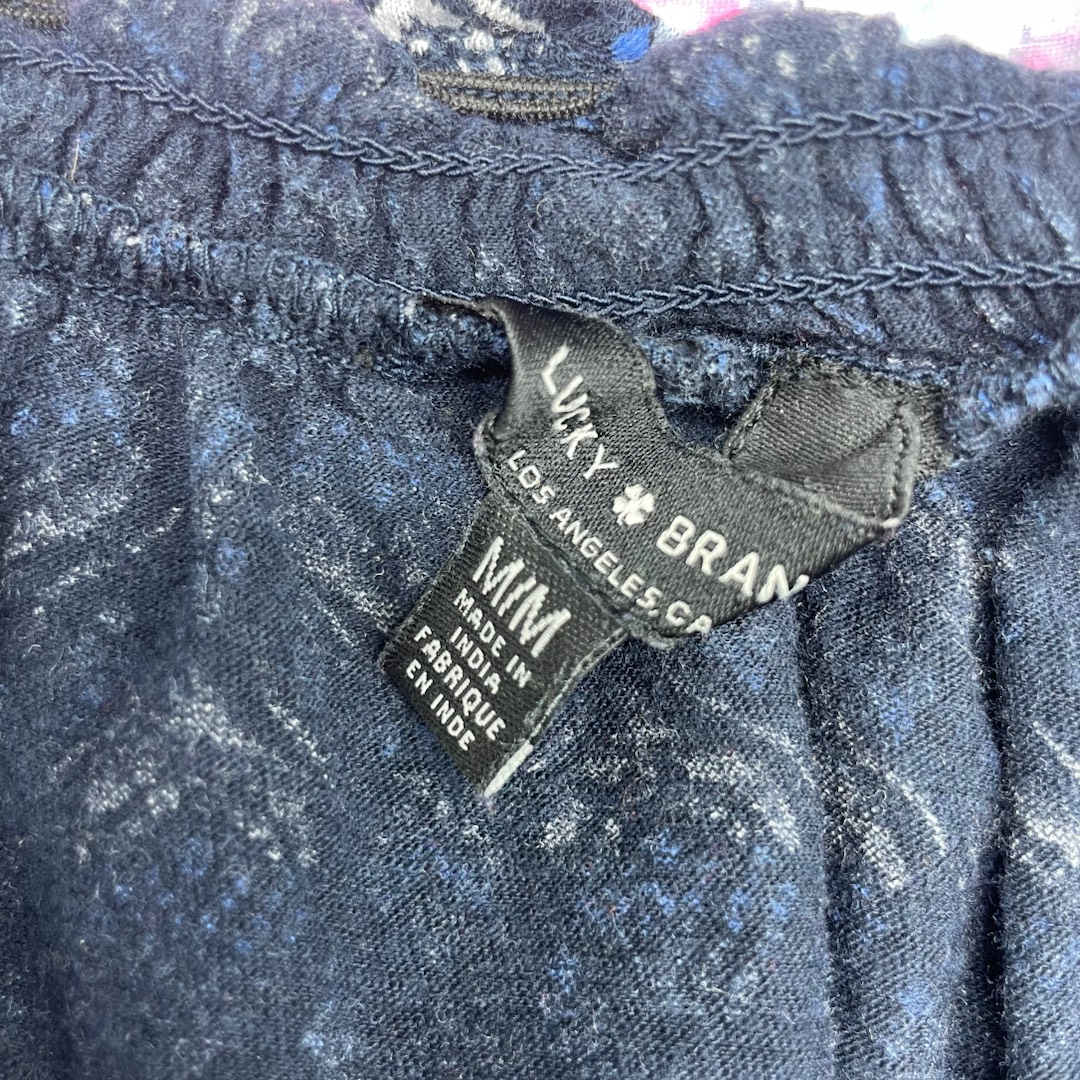 LUCKY BRAN
LOS ANGELES, CA
M/M
MADE IN
INDIA
FABRIQUE
EN INDE